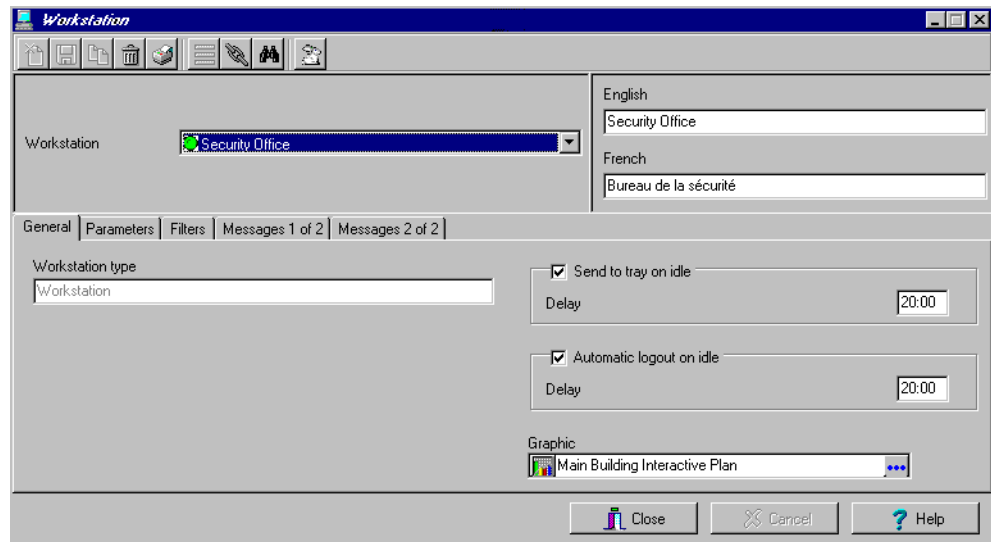 Workstation
English
Security Office
Workstation
Security Office
French
Bureau de la sécurité
General Parameters Filters Messages 1 of 2 Messages 2 of 2
Workstation type
Workstation
Send to tray on idle
Delay 20:00
Automatic logout on idle
Delay 20:00
Graphic
Main Building Interactive Plan
Close Cancel Help